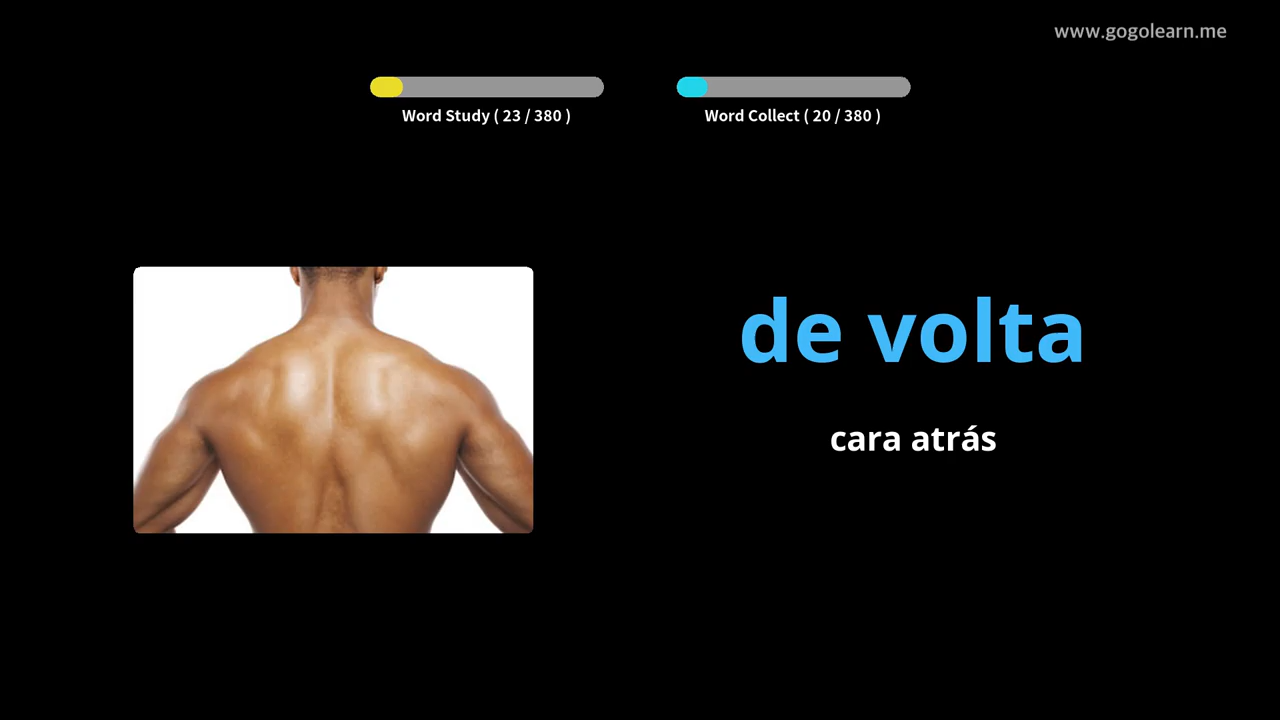 www.gogolearn.me
Word Study ( 23 / 380 )
Word Collect ( 20 / 380 )
de volta
cara atrás